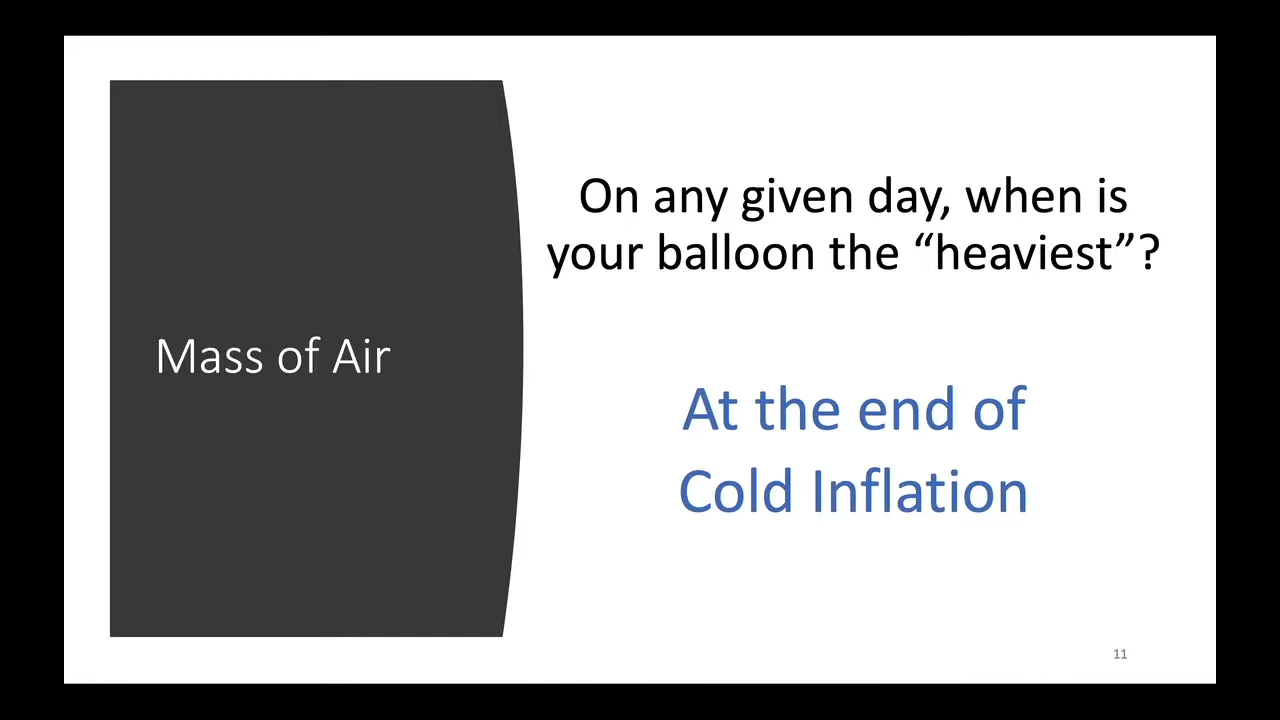 Mass of Air
On any given day, when is
your balloon the “heaviest”?
At the end of
Cold Inflation
11